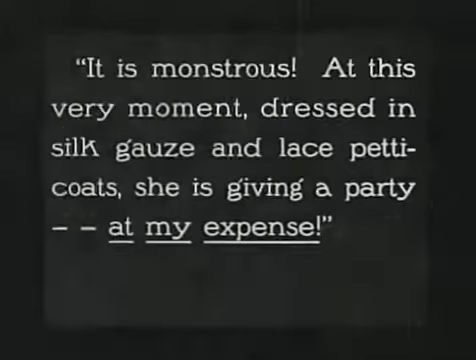 “It is monstrous! At this
very moment, dressed in
silk gauze and lace petti-
coats, she is giving a party
– – at my expense!”